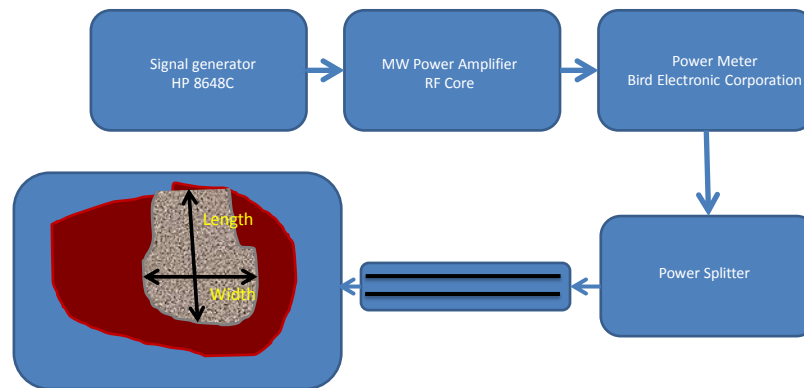 Signal generator
HP 8648C
MW Power Amplifier
RF Core
Power Meter
Bird Electronic Corporation
Power Splitter
Length
Width